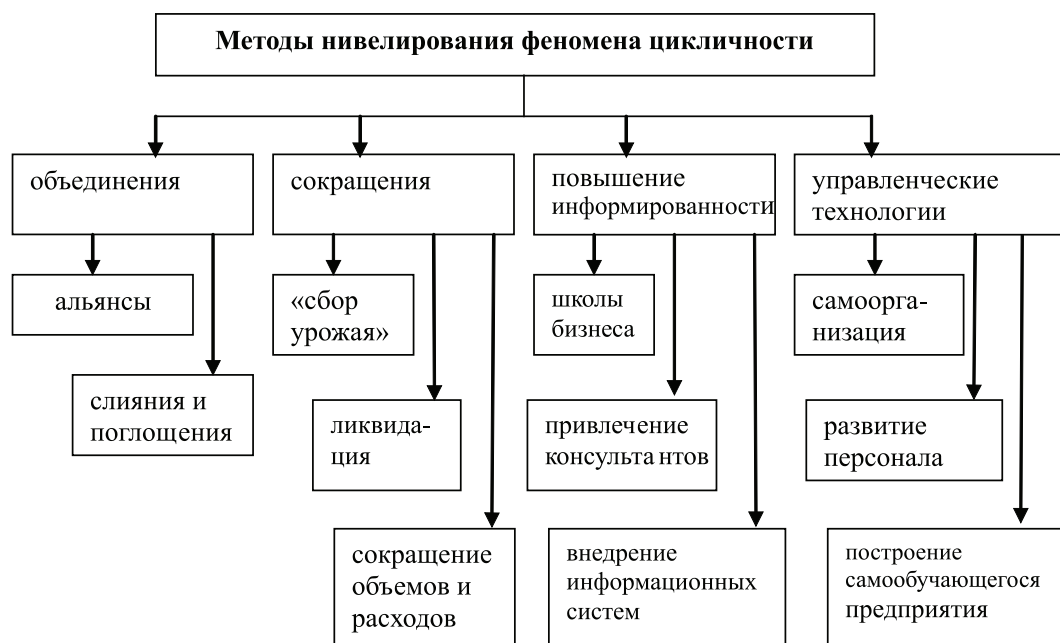 Методы нивелирования феномена цикличности
объединения
сокращения
повышение
информированности
управленческие
технологии
альянсы
«сбор
урожая»
школы
бизнеса
самоорга-
низация
слияния и
поглощения
ликвида-
ция
привлечение
консульта нтов
развитие
персонала
сокращение
объемов и
расходов
внедрение
информационных
систем
построение
самообучающегося
предприятия